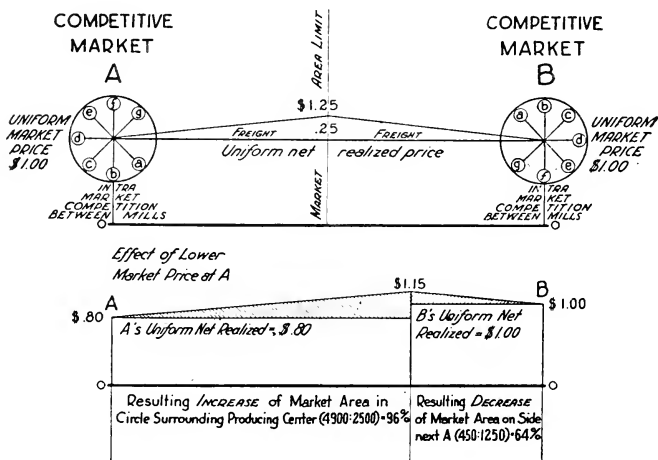 COMPETITIVE
MARKET
A
COMPETITIVE
MARKET
B
AREA LIMIT
$1.25
.25
FREIGHT
FREIGHT
Uniform net realized price
MARKET
UNIFORM
MARKET
PRICE
$1.00
f
g
a
b
c
d
e
UNIFORM
MARKET
PRICE
$1.00
b
c
d
e
f
g
a
INTRA
MARKET
COMPETITION
BETWEEN MILLS
INTRA
MARKET
COMPETITION
BETWEEN MILLS
O
O
Effect of Lower
Market Price at A
A
$1.15
B
$.80
$1.00
A's Uniform Net Realized = $.80
B's Uniform Net
Realized = $1.00
O
O
Resulting INCREASE of Market Area in
Circle Surrounding Producing Center (4900:2500)=96%
Resulting DECREASE
of Market Area on Side
next A (450:1250)=64%